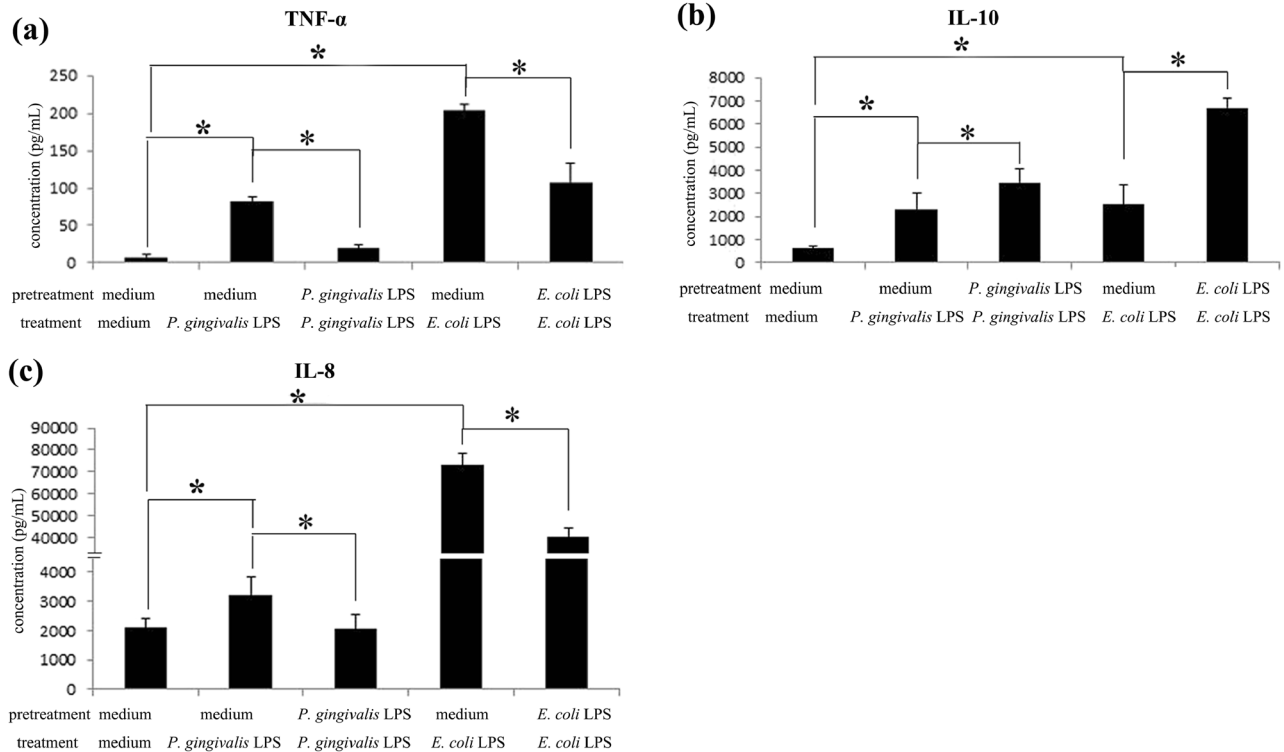 (a)
TNF-α
*
*
*
*
concentration (pg/mL)
250
200
150
100
50
0
pretreatment medium medium P. gingivalis LPS medium E. coli LPS
treatment medium P. gingivalis LPS P. gingivalis LPS E. coli LPS E. coli LPS
(b)
IL-10
*
*
*
*
concentration (pg/mL)
8000
7000
6000
5000
4000
3000
2000
1000
0
pretreatment medium medium P. gingivalis LPS medium E. coli LPS
treatment medium P. gingivalis LPS P. gingivalis LPS E. coli LPS E. coli LPS
(c)
IL-8
*
*
*
*
concentration (pg/mL)
90000
80000
70000
60000
50000
40000
4000
3000
2000
1000
0
pretreatment medium medium P. gingivalis LPS medium E. coli LPS
treatment medium P. gingivalis LPS P. gingivalis LPS E. coli LPS E. coli LPS